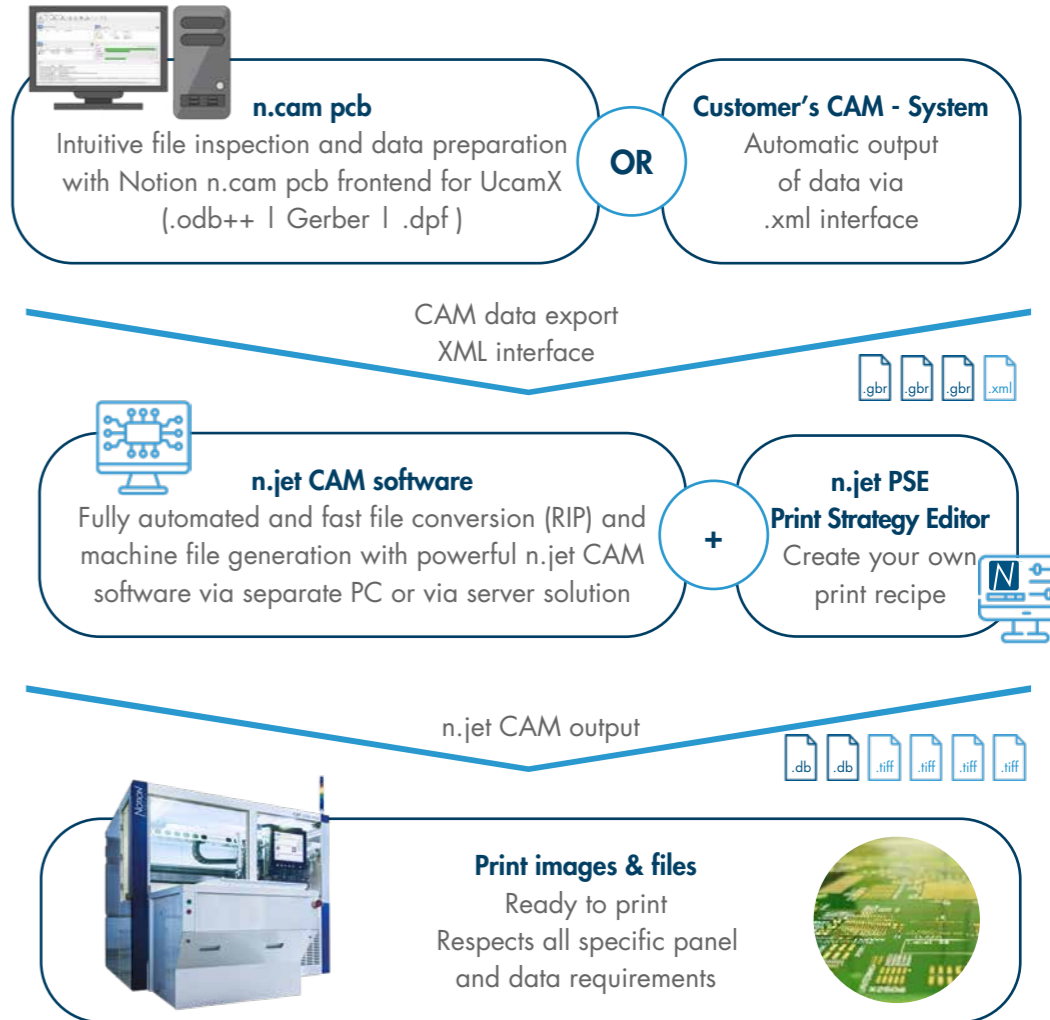 n.cam pcb
Intuitive file inspection and data preparation
with Notion n.cam pcb frontend for UcamX
(.odb++ | Gerber | .dpf )
OR
Customer's CAM - System
Automatic output
of data via
.xml interface
CAM data export
XML interface
.gbr .gbr .gbr .xml
n.jet CAM software
Fully automated and fast file conversion (RIP) and
machine file generation with powerful n.jet CAM
software via separate PC or via server solution
+
n.jet PSE
Print Strategy Editor
Create your own
print recipe
N
n.jet CAM output
.db .db .tiff .tiff .tiff .tiff
NOTION
Print images & files
Ready to print
Respects all specific panel
and data requirements